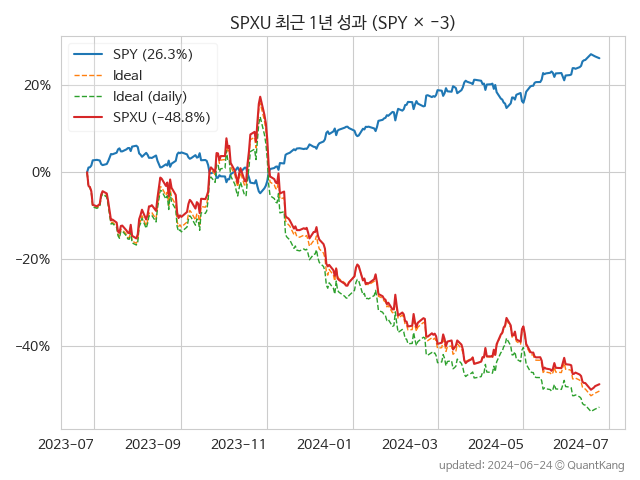 SPXU 최근 1년 성과 (SPY × −3)
SPY (26.3%)
Ideal
Ideal (daily)
SPXU (−48.8%)
20%
0%
−20%
−40%
2023-07
2023-09
2023-11
2024-01
2024-03
2024-05
2024-07
updated: 2024-06-24 © QuantKang